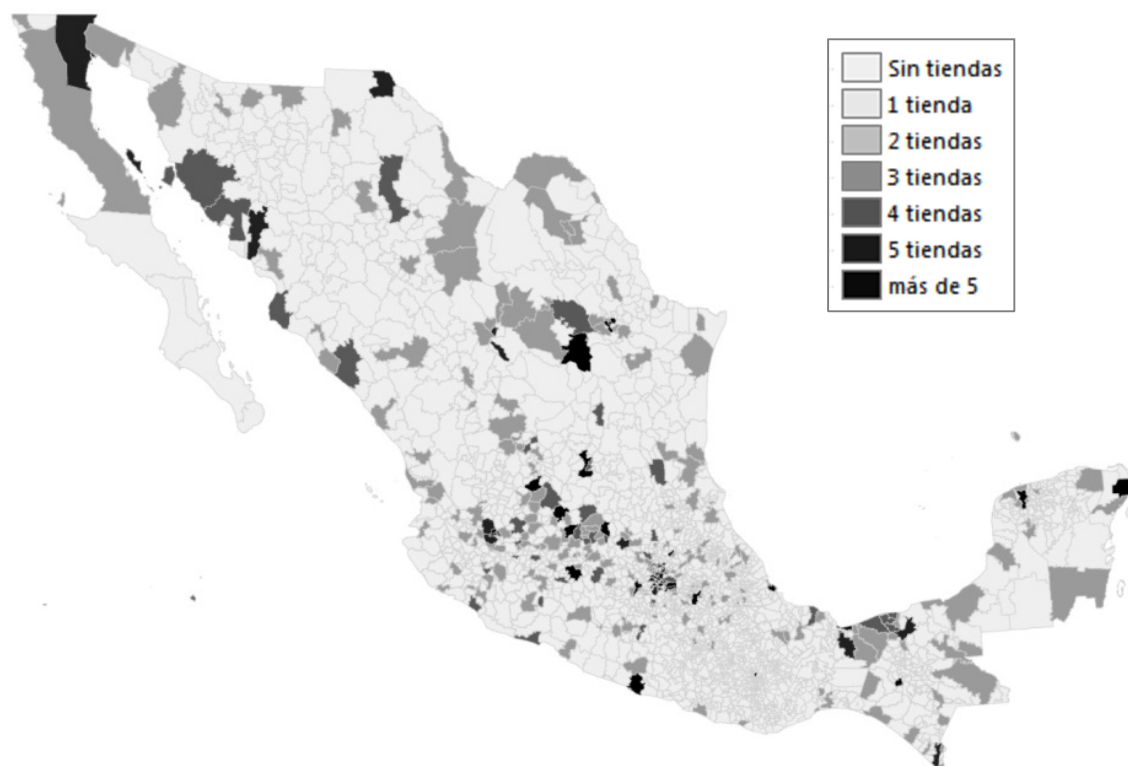 Sin tiendas
1 tienda
2 tiendas
3 tiendas
4 tiendas
5 tiendas
más de 5